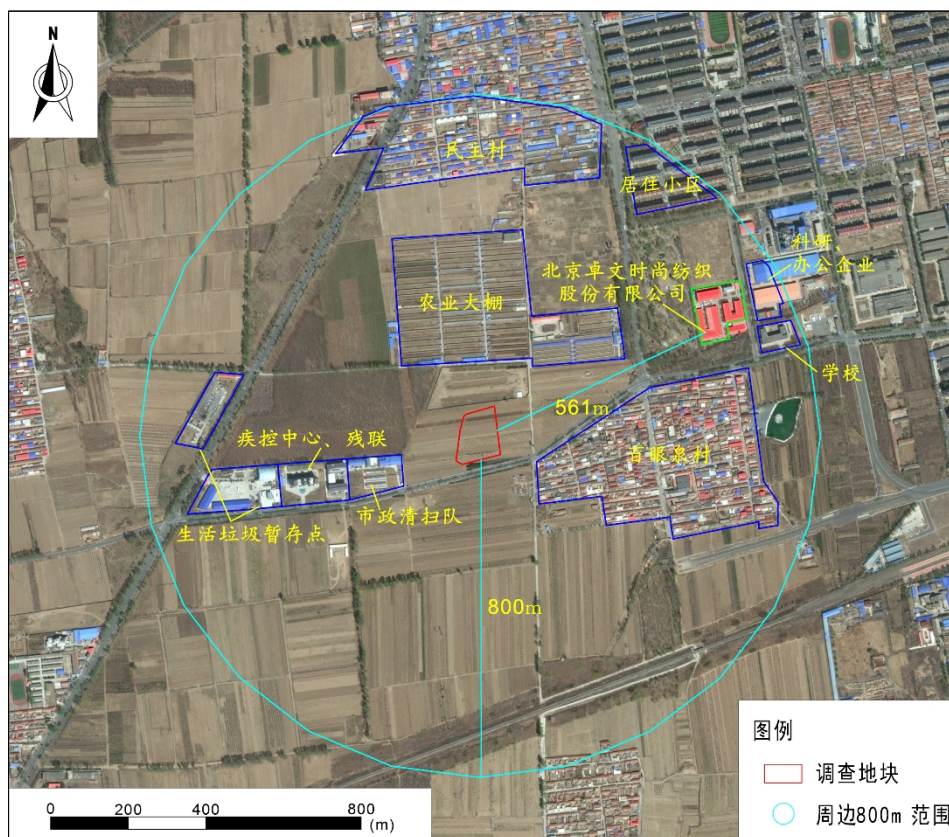 N
民主村
居住小区
科研、
办公企业
北京卓文时尚纺织
股份有限公司
农业大棚
学校
561m
疾控中心、残联
百眼泉村
市政清扫队
生活垃圾暂存点
800m
图例
调查地块
周边800m 范围
0 200 400 800
(m)